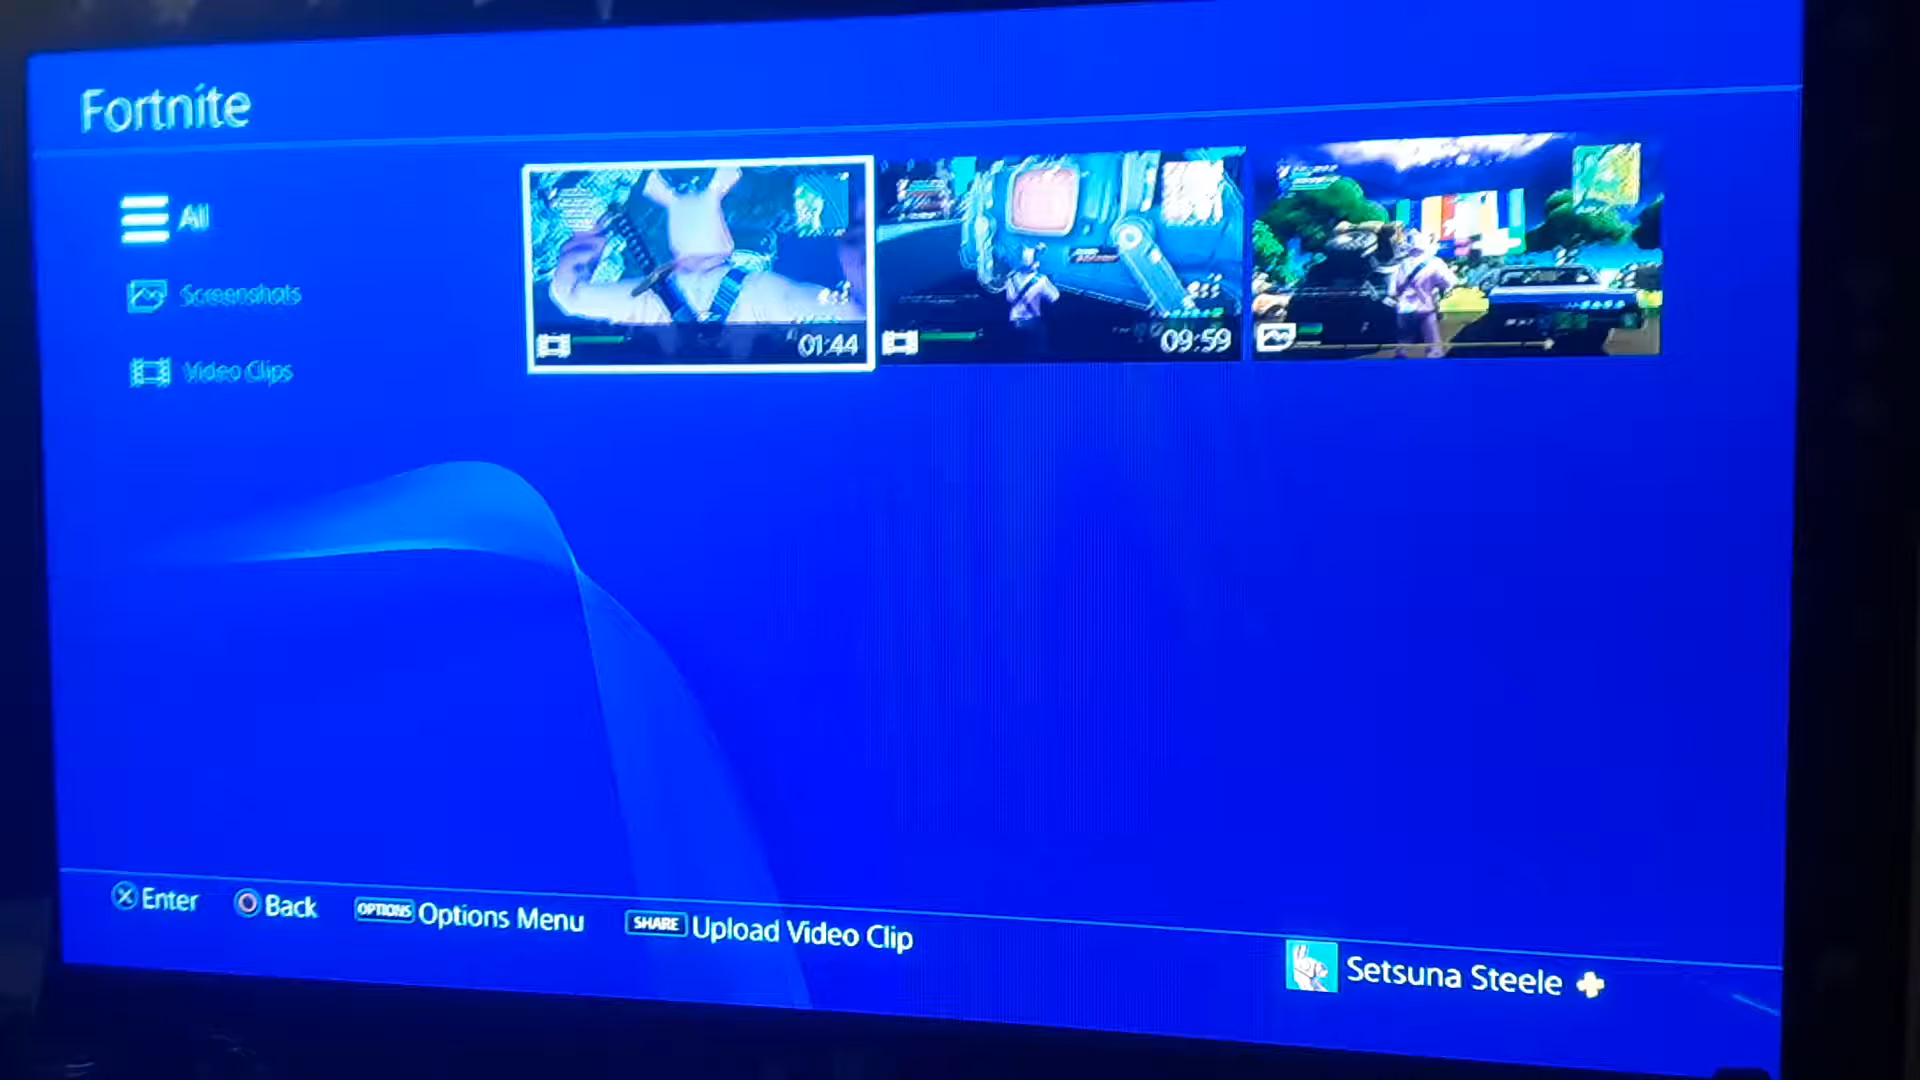 Fortnite
All
Screenshots
Video Clips
01:44
09:59
Enter
Back
OPTIONS Options Menu
SHARE Upload Video Clip
Setsuna Steele